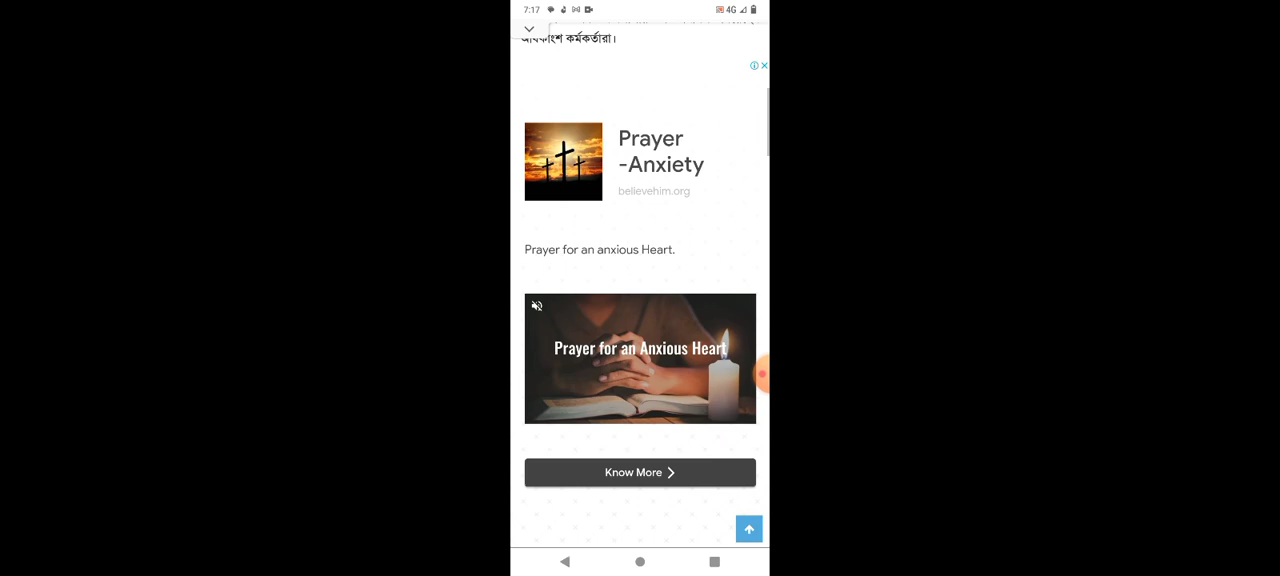 7:17
4G
কর্মকর্তারা।
Prayer
-Anxiety
believehim.org
Prayer for an anxious Heart.
Prayer for an Anxious Heart
Know More